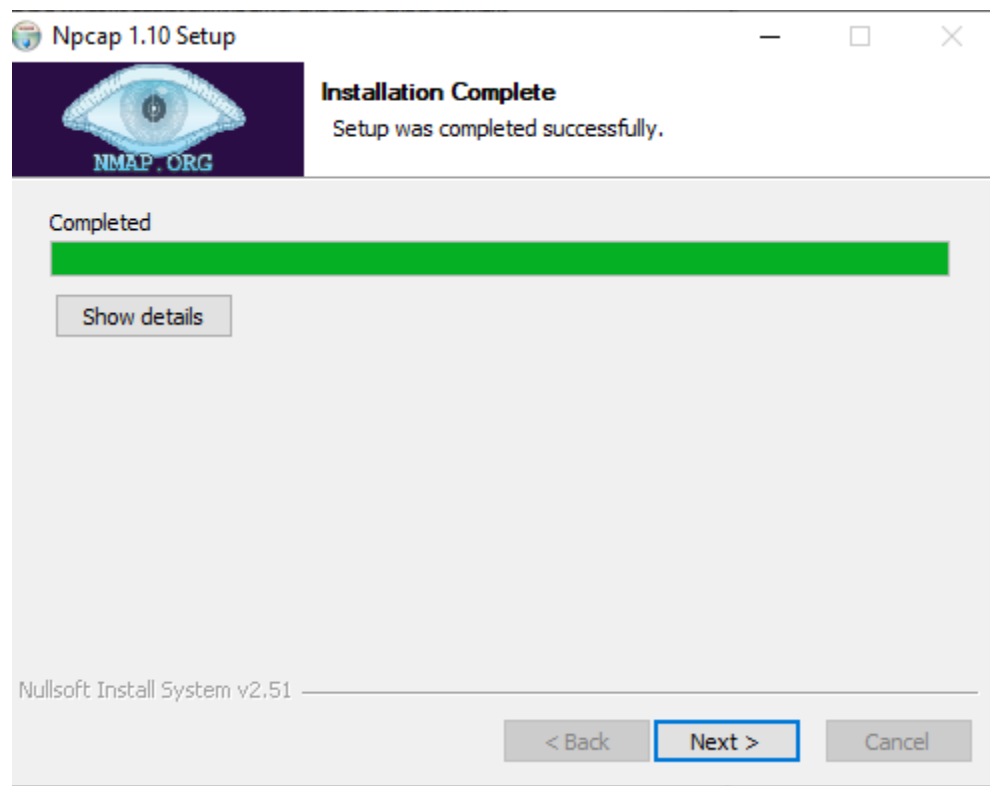 Npcap 1.10 Setup
Installation Complete
Setup was completed successfully.
NMAP.ORG
Completed
Show details
Nullsoft Install System v2.51
< Back
Next >
Cancel